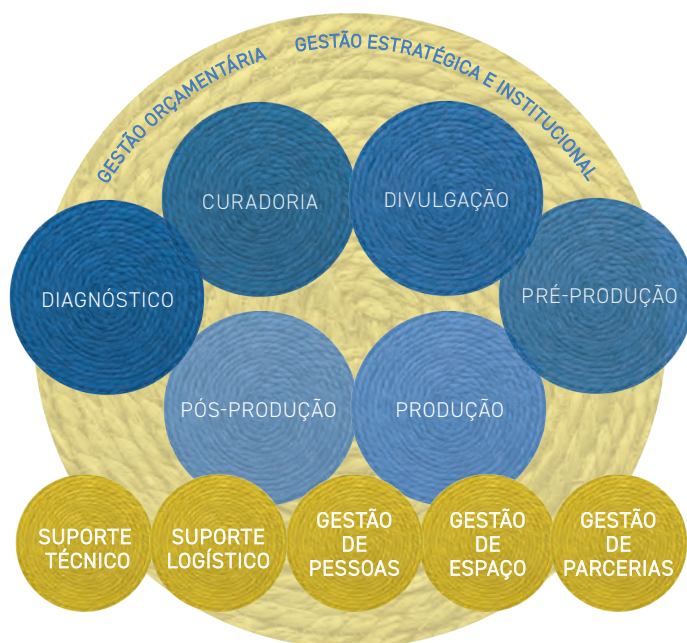 GESTÃO ORÇAMENTÁRIA
GESTÃO ESTRATÉGICA E INSTITUCIONAL
CURADORIA
DIVULGAÇÃO
DIAGNÓSTICO
PRÉ-PRODUÇÃO
PÓS-PRODUÇÃO
PRODUÇÃO
SUPORTE
TÉCNICO
SUPORTE
LOGÍSTICO
GESTÃO
DE
PESSOAS
GESTÃO
DE
ESPAÇO
GESTÃO
DE
PARCERIAS